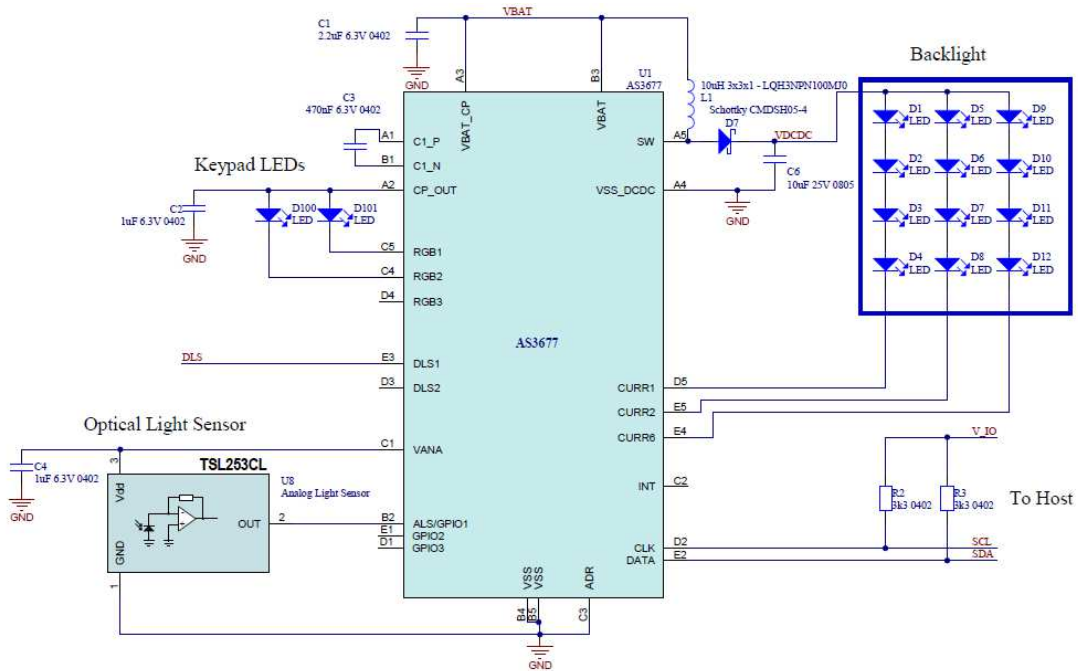 VBAT
C1
2.2uF 6.3V 0402
GND
A3
B3
U1
AS3677
Backlight
C3
470nF 6.3V 0402
A1
C1_P
B1
C1_N
VBAT_CP
VBAT
10uH 3x3x1 - LQH3NPN100MJ0
L1
Schottky CMDSH05-4
D7
SW
A5
VDCDC
C6
10uF 25V 0805
VSS_DCDC
A4
GND
D1
LED
D5
LED
D9
LED
D2
LED
D6
LED
D10
LED
D3
LED
D7
LED
D11
LED
D4
LED
D8
LED
D12
LED
Keypad LEDs
A2
CP_OUT
C2
1uF 6.3V 0402
GND
D100
LED
D101
LED
C5
RGB1
C4
RGB2
D4
RGB3
AS3677
DLS
E3
DLS1
D3
DLS2
CURR1
D5
CURR2
E5
CURR6
E4
Optical Light Sensor
C1
VANA
C4
1uF 6.3V 0402
GND
3
TSL253CL
Vdd
GND
OUT
2
1
U8
Analog Light Sensor
B2
ALS/GPIO1
E1
GPIO2
D1
GPIO3
INT
C2
V_IO
R2
3k3 0402
R3
3k3 0402
To Host
CLK
D2
SCL
DATA
E2
SDA
VSS
VSS
ADR
B4
B5
C3
GND